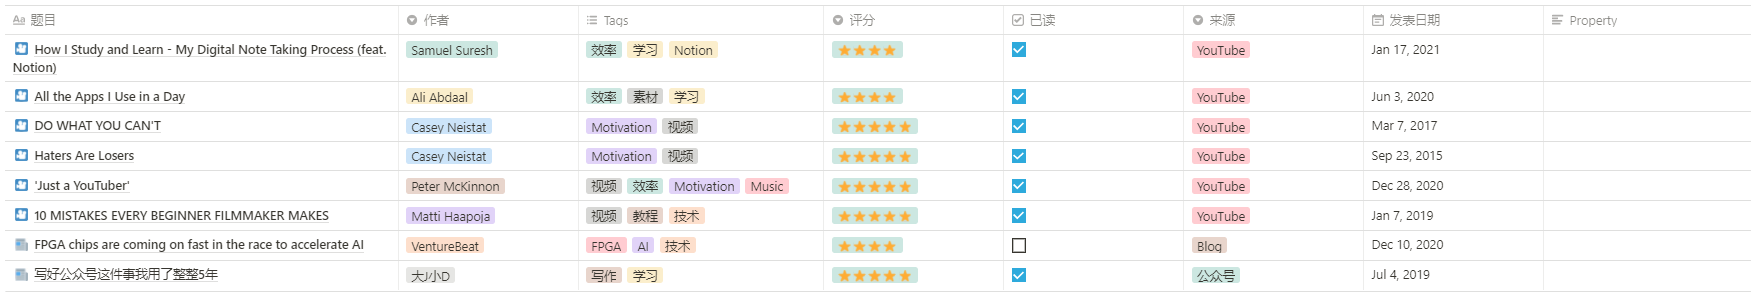 Aa 题目 作者 Tags 评分 已读 来源 发表日期 Property
How I Study and Learn - My Digital Note Taking Process (feat. Samuel Suresh 效率 学习 Notion ★★★★ YouTube Jan 17, 2021
Notion)
All the Apps I Use in a Day Ali Abdaal 效率 素材 学习 ★★★★ YouTube Jun 3, 2020
DO WHAT YOU CAN'T Casey Neistat Motivation 视频 ★★★★★ YouTube Mar 7, 2017
Haters Are Losers Casey Neistat Motivation 视频 ★★★★★ YouTube Sep 23, 2015
'Just a YouTuber' Peter McKinnon 视频 效率 Motivation Music ★★★★★ YouTube Dec 28, 2020
10 MISTAKES EVERY BEGINNER FILMMAKER MAKES Matti Haapoja 视频 教程 技术 ★★★★★ YouTube Jan 7, 2019
FPGA chips are coming on fast in the race to accelerate AI VentureBeat FPGA AI 技术 ★★★★ Blog Dec 10, 2020
写好公众号这件事我用了整整5年 大J小D 写作 学习 ★★★★★ 公众号 Jul 4, 2019